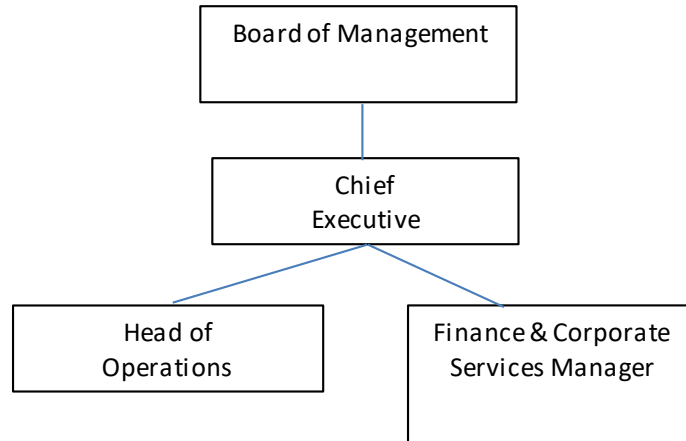 Board of Management
Chief
Executive
Head of
Operations
Finance & Corporate
Services Manager